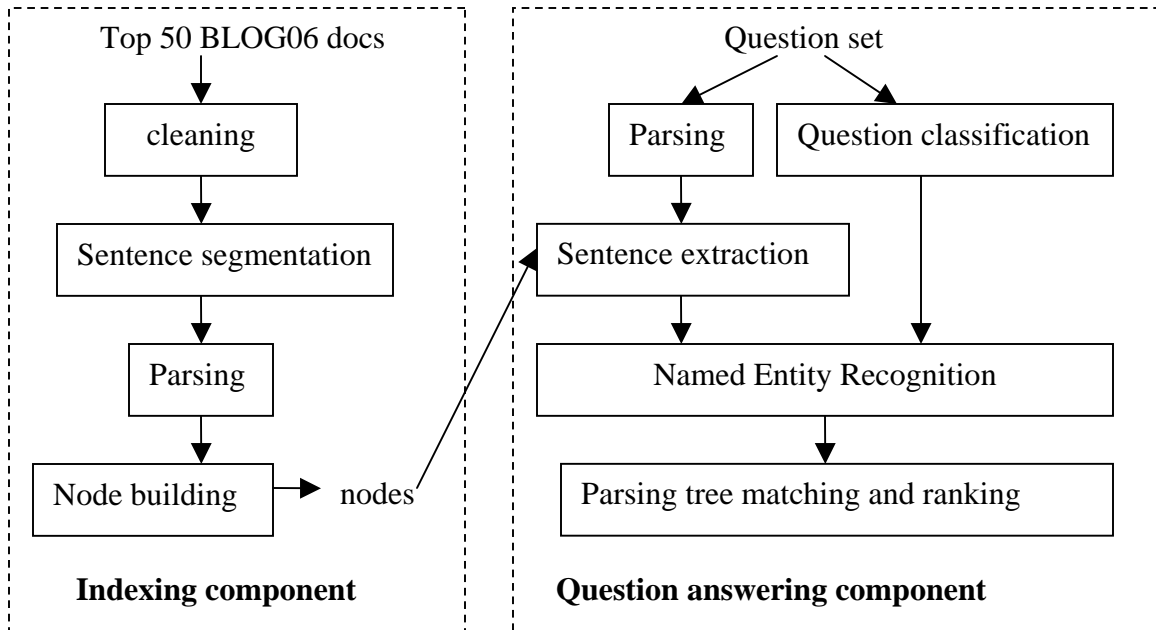 Top 50 BLOG06 docs
cleaning
Sentence segmentation
Parsing
Node building
nodes
Indexing component
Question set
Parsing
Question classification
Sentence extraction
Named Entity Recognition
Parsing tree matching and ranking
Question answering component